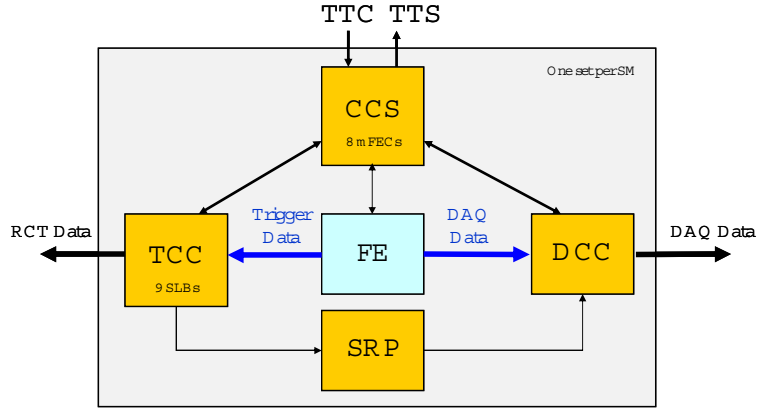 TTC TTS
One set per SM
CCS
8 mFECs
Trigger
Data
DAQ
Data
RCT Data
TCC
9 SLBs
FE
DCC
DAQ Data
SRP